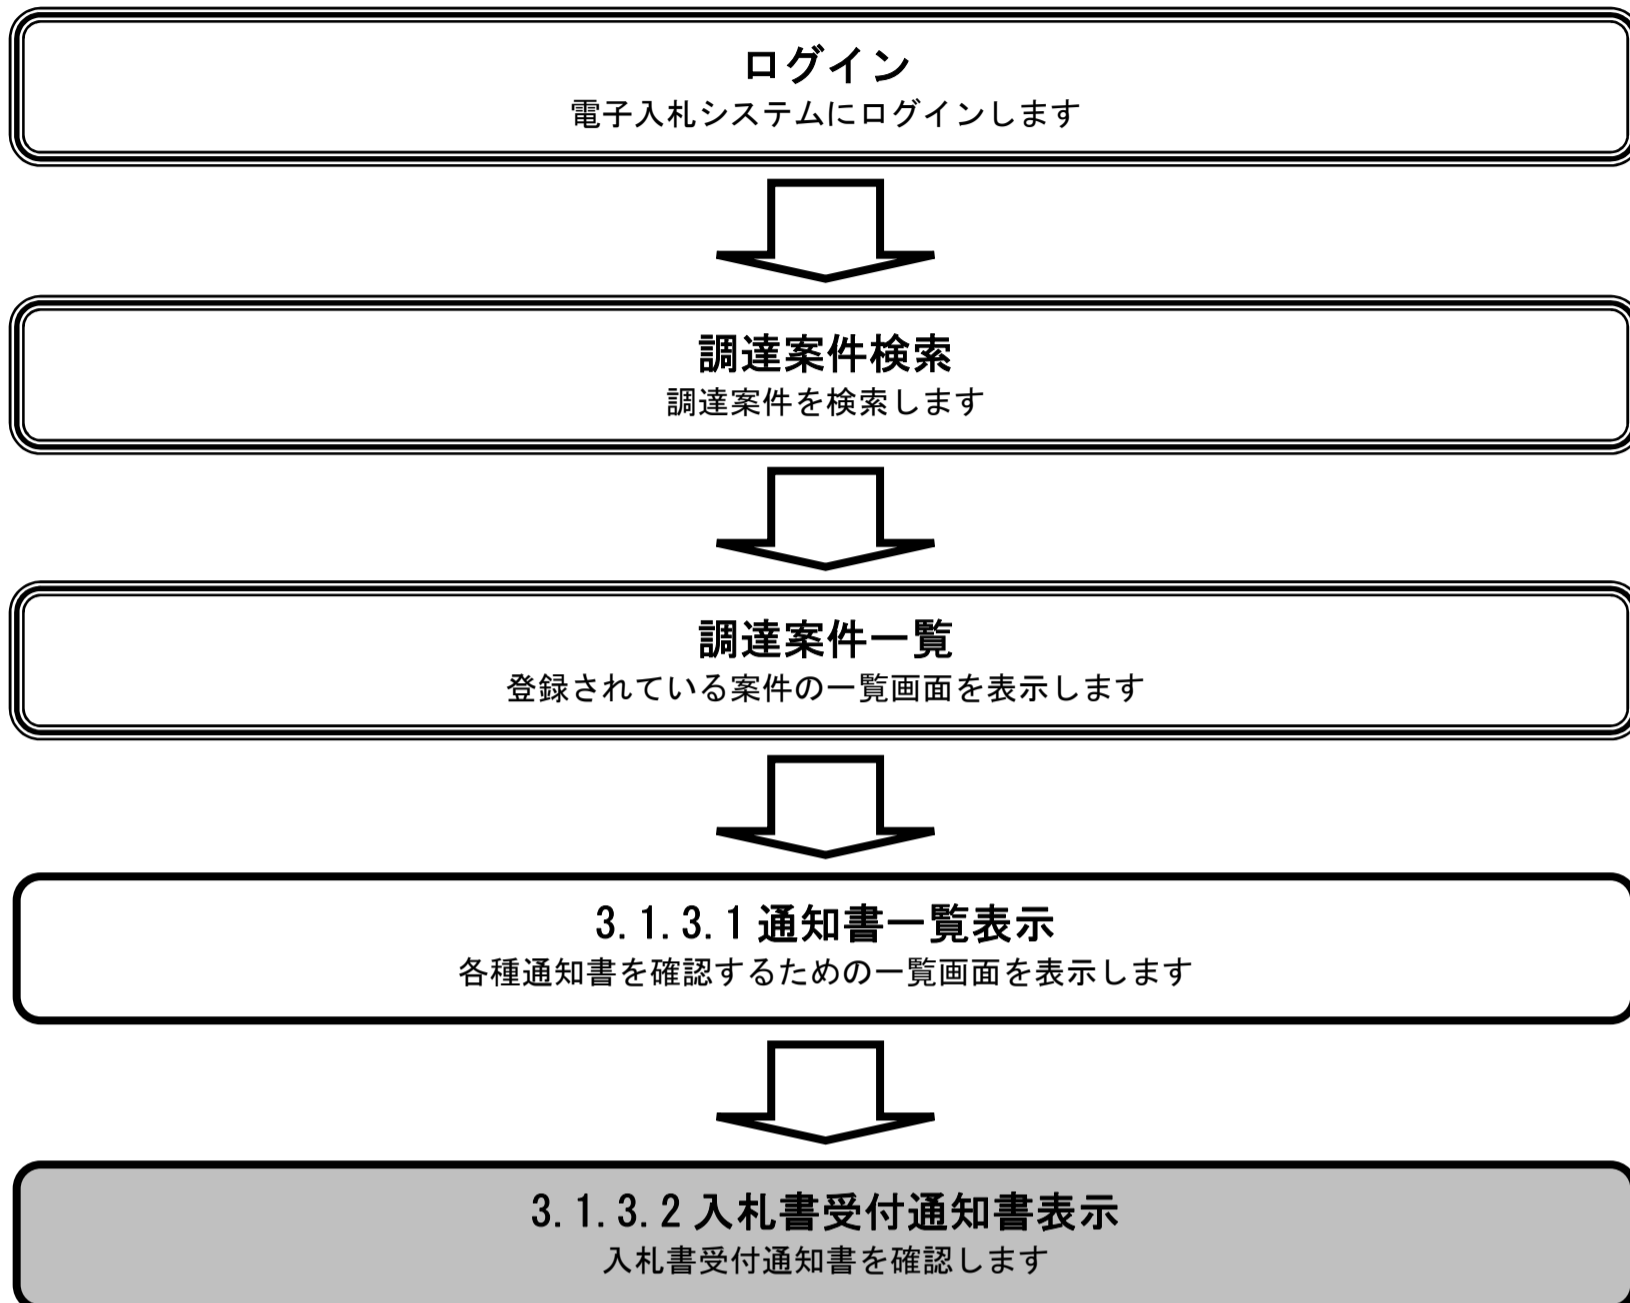 ログイン
電子入札システムにログインします
調達案件検索
調達案件を検索します
調達案件一覧
登録されている案件の一覧画面を表示します
3.1.3.1 通知書一覧表示
各種通知書を確認するための一覧画面を表示します
3.1.3.2 入札書受付通知書表示
入札書受付通知書を確認します